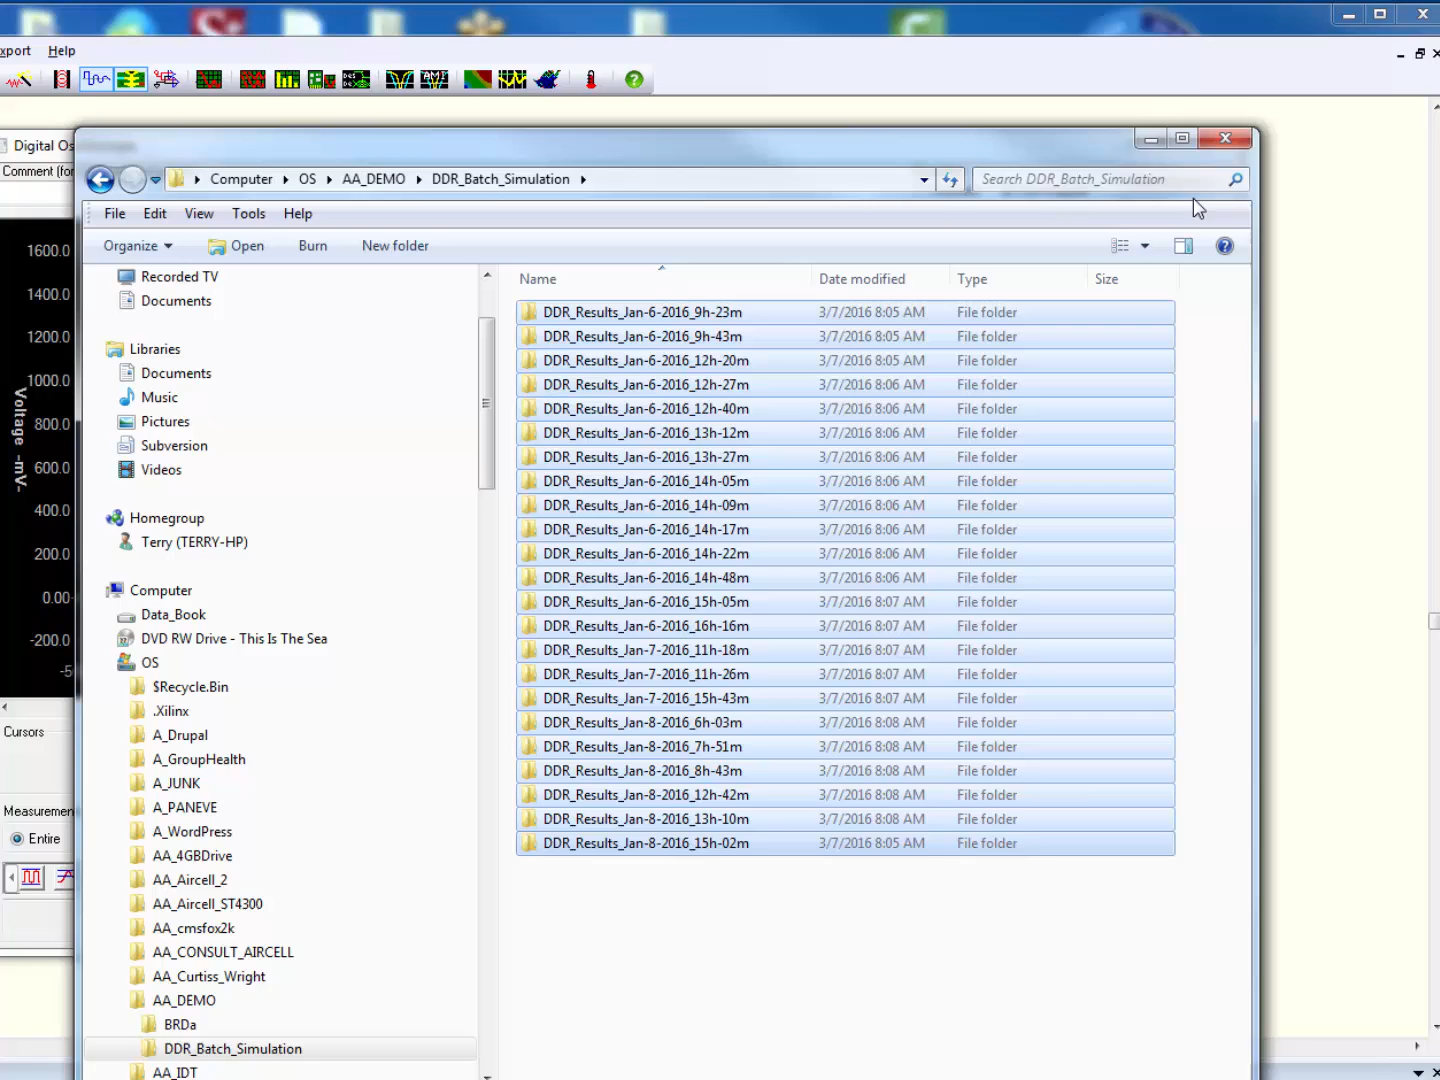 xport Help
Digital Os
Comment (for
1600.0
1400.0
1200.0
1000.0
800.0
600.0
400.0
200.0
0.00
-200.0
-5
Voltage -mV-
Cursors
Measuremen
Entire
Computer OS AA_DEMO DDR_Batch_Simulation
Search DDR_Batch_Simulation
File Edit View Tools Help
Organize Open Burn New folder
Recorded TV
Documents
Libraries
Documents
Music
Pictures
Subversion
Videos
Homegroup
Terry (TERRY-HP)
Computer
Data_Book
DVD RW Drive - This Is The Sea
OS
$Recycle.Bin
.Xilinx
A_Drupal
A_GroupHealth
A_JUNK
A_PANEVE
A_WordPress
AA_4GBDrive
AA_Aircell_2
AA_Aircell_ST4300
AA_cmsfox2k
AA_CONSULT_AIRCELL
AA_Curtiss_Wright
AA_DEMO
BRDa
DDR_Batch_Simulation
AA_IDT
Name Date modified Type Size
DDR_Results_Jan-6-2016_9h-23m 3/7/2016 8:05 AM File folder
DDR_Results_Jan-6-2016_9h-43m 3/7/2016 8:05 AM File folder
DDR_Results_Jan-6-2016_12h-20m 3/7/2016 8:05 AM File folder
DDR_Results_Jan-6-2016_12h-27m 3/7/2016 8:06 AM File folder
DDR_Results_Jan-6-2016_12h-40m 3/7/2016 8:06 AM File folder
DDR_Results_Jan-6-2016_13h-12m 3/7/2016 8:06 AM File folder
DDR_Results_Jan-6-2016_13h-27m 3/7/2016 8:06 AM File folder
DDR_Results_Jan-6-2016_14h-05m 3/7/2016 8:06 AM File folder
DDR_Results_Jan-6-2016_14h-09m 3/7/2016 8:06 AM File folder
DDR_Results_Jan-6-2016_14h-17m 3/7/2016 8:06 AM File folder
DDR_Results_Jan-6-2016_14h-22m 3/7/2016 8:06 AM File folder
DDR_Results_Jan-6-2016_14h-48m 3/7/2016 8:06 AM File folder
DDR_Results_Jan-6-2016_15h-05m 3/7/2016 8:07 AM File folder
DDR_Results_Jan-6-2016_16h-16m 3/7/2016 8:07 AM File folder
DDR_Results_Jan-7-2016_11h-18m 3/7/2016 8:07 AM File folder
DDR_Results_Jan-7-2016_11h-26m 3/7/2016 8:07 AM File folder
DDR_Results_Jan-7-2016_15h-43m 3/7/2016 8:07 AM File folder
DDR_Results_Jan-8-2016_6h-03m 3/7/2016 8:08 AM File folder
DDR_Results_Jan-8-2016_7h-51m 3/7/2016 8:08 AM File folder
DDR_Results_Jan-8-2016_8h-43m 3/7/2016 8:08 AM File folder
DDR_Results_Jan-8-2016_12h-42m 3/7/2016 8:08 AM File folder
DDR_Results_Jan-8-2016_13h-10m 3/7/2016 8:08 AM File folder
DDR_Results_Jan-8-2016_15h-02m 3/7/2016 8:05 AM File folder